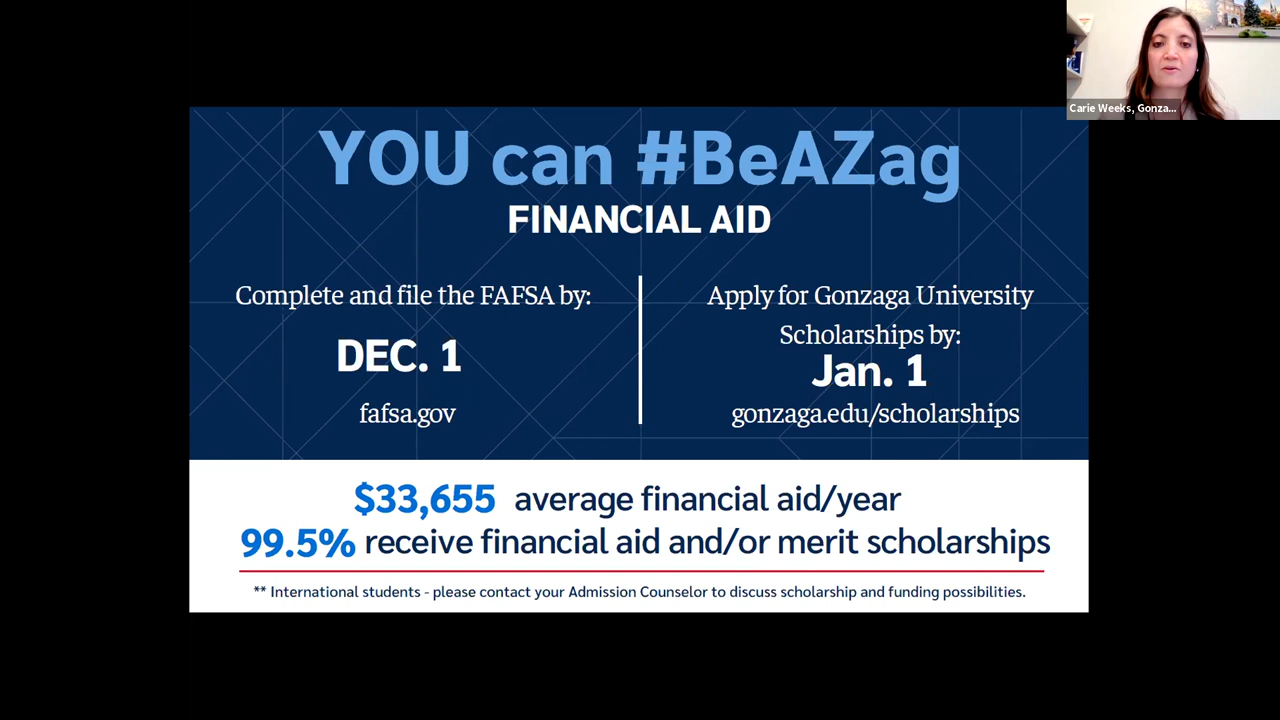 Carie Weeks, Gonza...
YOU can #BeAZag
FINANCIAL AID
Complete and file the FAFSA by:
DEC. 1
fafsa.gov
Apply for Gonzaga University
Scholarships by:
Jan. 1
gonzaga.edu/scholarships
$33,655 average financial aid/year
99.5% receive financial aid and/or merit scholarships
** International students - please contact your Admission Counselor to discuss scholarship and funding possibilities.